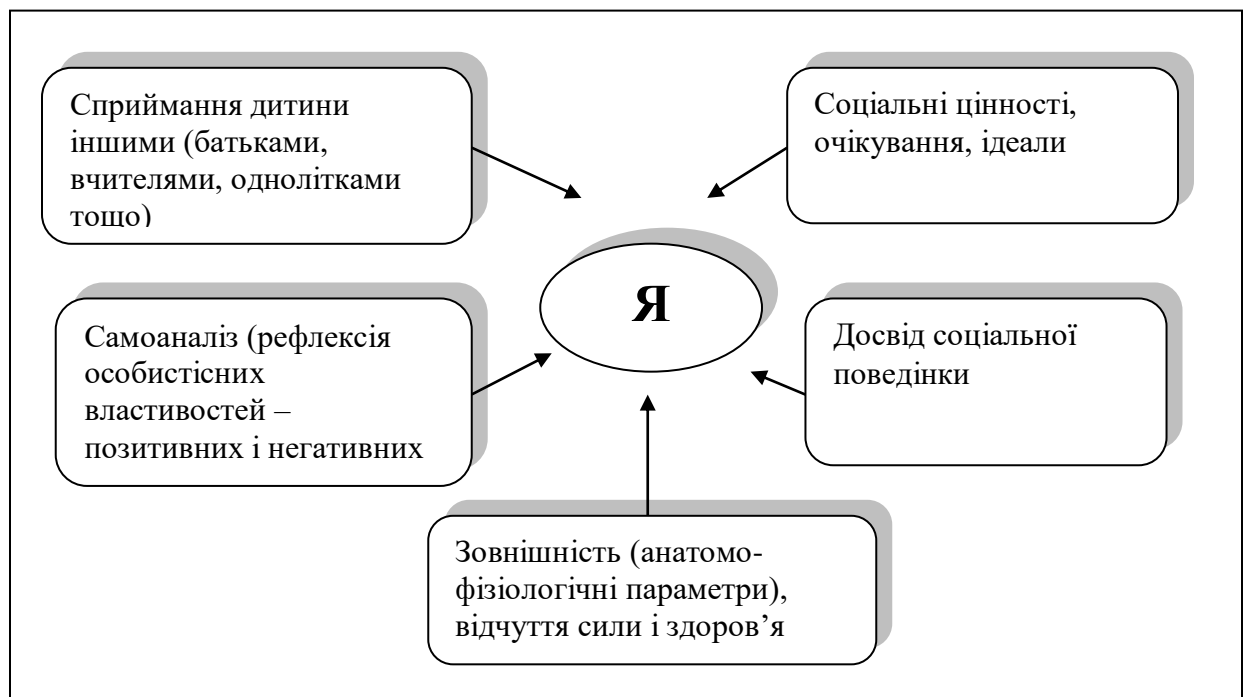 Сприймання дитини
іншими (батьками,
вчителями, однолітками
тощо)
Соціальні цінності,
очікування, ідеали
Я
Самоаналіз (рефлексія
особистісних
властивостей –
позитивних і негативних
Досвід соціальної
поведінки
Зовнішність (анатомо-
фізіологічні параметри),
відчуття сили і здоров’я